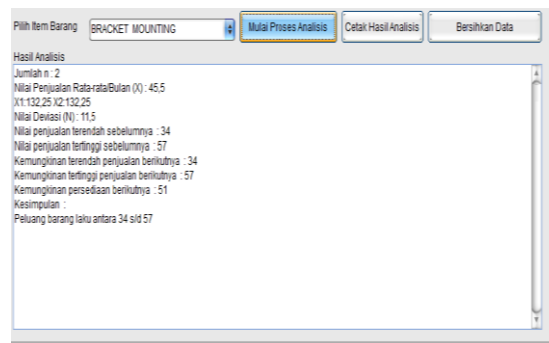 Pilih Item Barang BRACKET MOUNTING Mulai Proses Analisis Cetak Hasil Analisis Bersihkan Data
Hasil Analisis
Jumlah n : 2
Nilai Penjualan Rata-rata/Bulan (X) : 45,5
X1:132,25 X2:132,25
Nilai Deviasi (N) : 11,5
Nilai penjualan terendah sebelumnya : 34
Nilai penjualan tertinggi sebelumnya : 57
Kemungkinan terendah penjualan berikutnya : 34
Kemungkinan tertinggi penjualan berikutnya : 57
Kemungkinan persediaan berikutnya : 51
Kesimpulan :
Peluang barang laku antara 34 s/d 57